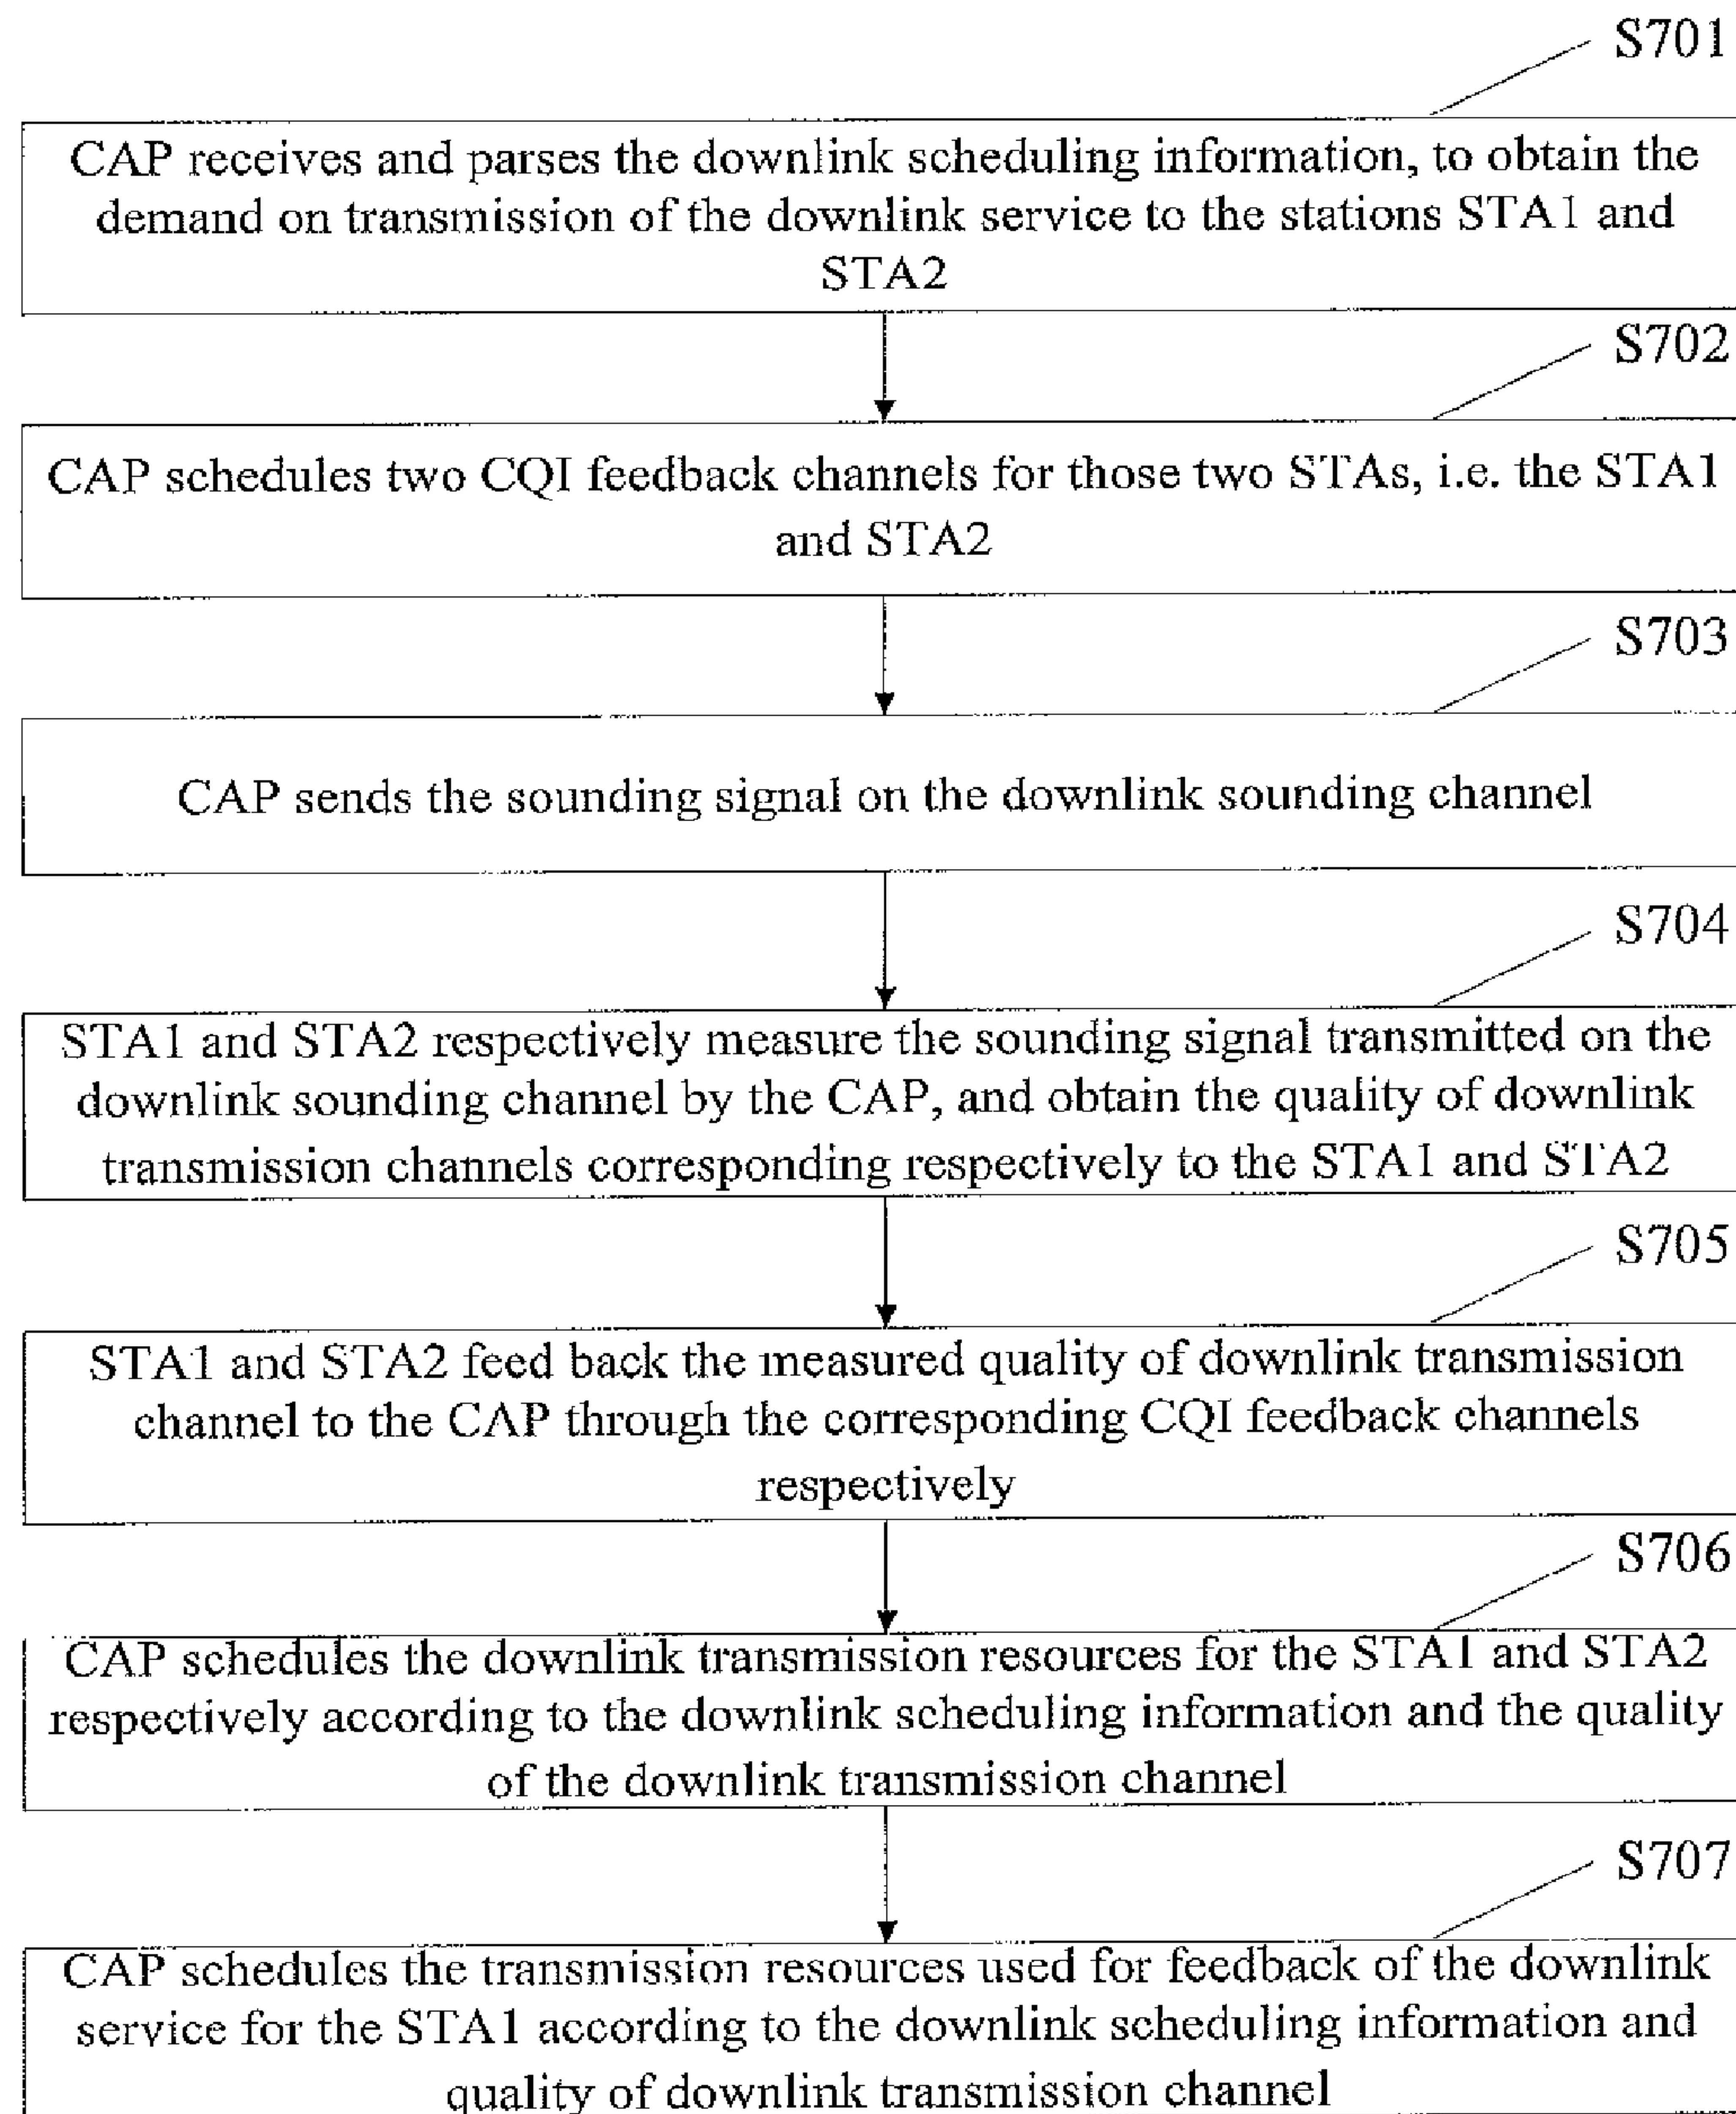 S701
CAP receives and parses the downlink scheduling information, to obtain the
demand on transmission of the downlink service to the stations STA1 and
STA2
S702
CAP schedules two CQI feedback channels for those two STAs, i.e. the STA1
and STA2
S703
CAP sends the sounding signal on the downlink sounding channel
S704
STA1 and STA2 respectively measure the sounding signal transmitted on the
downlink sounding channel by the CAP, and obtain the quality of downlink
transmission channels corresponding respectively to the STA1 and STA2
S705
STA1 and STA2 feed back the measured quality of downlink transmission
channel to the CAP through the corresponding CQI feedback channels
respectively
S706
CAP schedules the downlink transmission resources for the STA1 and STA2
respectively according to the downlink scheduling information and the quality
of the downlink transmission channel
S707
CAP schedules the transmission resources used for feedback of the downlink
service for the STA1 according to the downlink scheduling information and
quality of downlink transmission channel